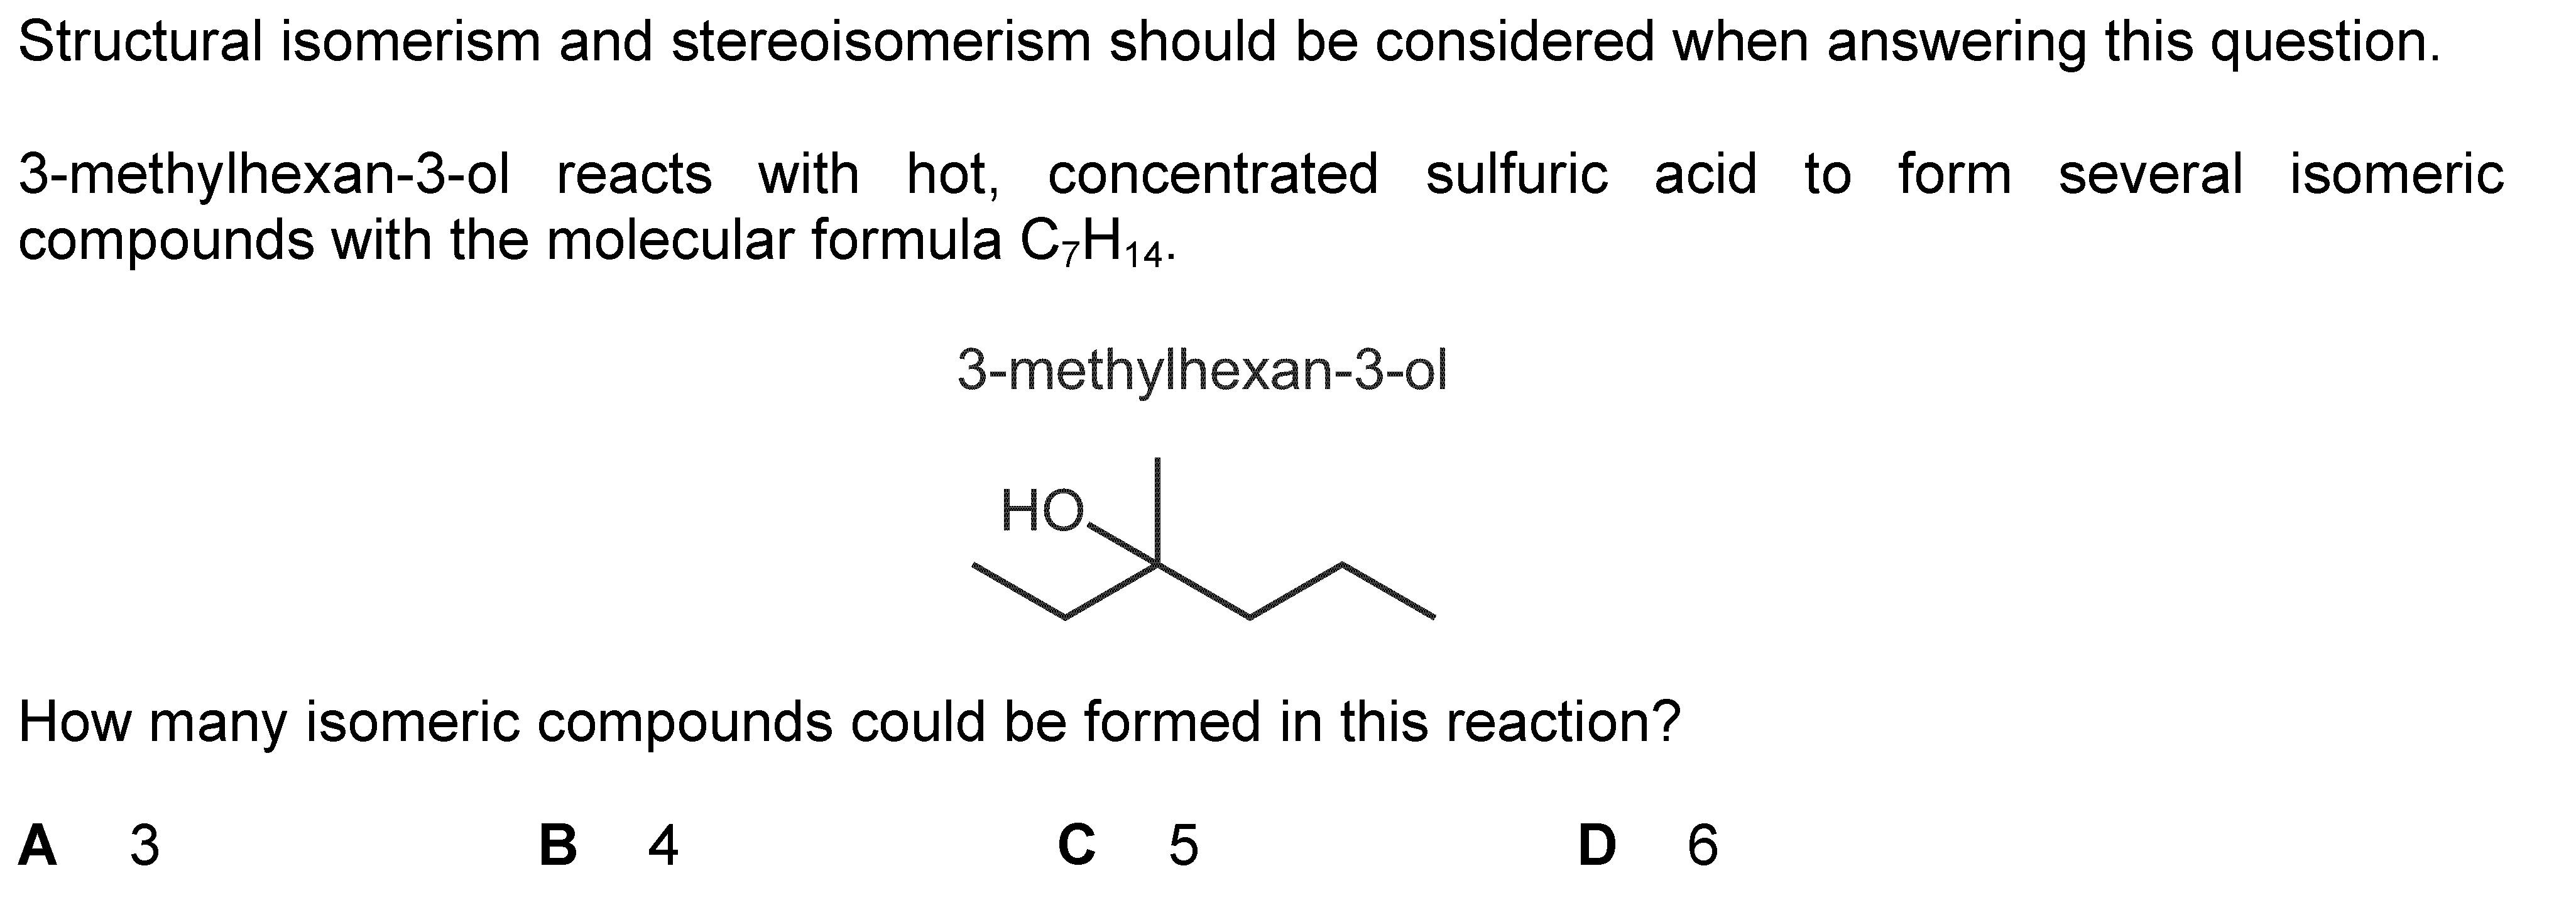 Structural isomerism and stereoisomerism should be considered when answering this question.
3-methylhexan-3-ol reacts with hot, concentrated sulfuric acid to form several isomeric
compounds with the molecular formula C₇H₁₄.
3-methylhexan-3-ol
HO
How many isomeric compounds could be formed in this reaction?
A 3 B 4 C 5 D 6